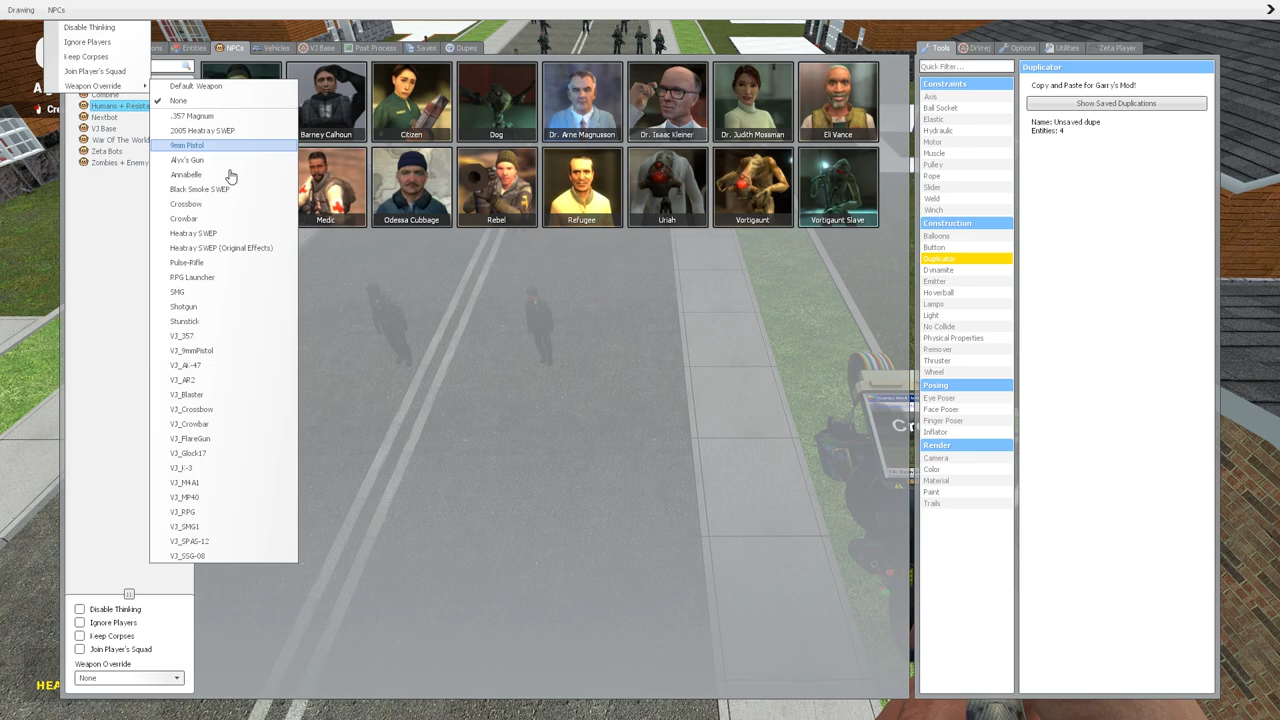 Drawing NPCs
Disable Thinking
Ignore Players
Keep Corpses
Join Player's Squad
Weapon Override
Entities NPCs Vehicles VJ Base Post Process Saves Dupes
Default Weapon
None
.357 Magnum
2005 Heatray SWEP
9mm Pistol
Alyx's Gun
Annabelle
Black Smoke SWEP
Crossbow
Crowbar
Heatray SWEP
Heatray SWEP (Original Effects)
Pulse-Rifle
RPG Launcher
SMG
Shotgun
Stunstick
VJ_357
VJ_9mmPistol
VJ_AK-47
VJ_AR2
VJ_Blaster
VJ_Crossbow
VJ_Crowbar
VJ_FlareGun
VJ_Glock17
VJ_K-3
VJ_M4A1
VJ_MP40
VJ_RPG
VJ_SMG1
VJ_SPAS-12
VJ_SSG-08
Combine
Humans + Resista
Nextbot
VJ Base
War Of The World
Zeta Bots
Zombies + Enemy
Barney Calhoun
Citizen
Dog
Dr. Arne Magnusson
Dr. Isaac Kleiner
Dr. Judith Mossman
Eli Vance
Medic
Odessa Cubbage
Rebel
Refugee
Uriah
Vortigaunt
Vortigaunt Slave
Disable Thinking
Ignore Players
Keep Corpses
Join Player's Squad
Weapon Override
None
HEA
Tools DrVrej Options Utilities Zeta Player
Quick Filter...
Constraints
Axis
Ball Socket
Elastic
Hydraulic
Motor
Muscle
Pulley
Rope
Slider
Weld
Winch
Construction
Balloons
Button
Duplicator
Dynamite
Emitter
Hoverball
Lamps
Light
No Collide
Physical Properties
Remover
Thruster
Wheel
Posing
Eye Poser
Face Poser
Finger Poser
Inflator
Render
Camera
Color
Material
Paint
Trails
Duplicator
Copy and Paste for Garry's Mod!
Show Saved Duplications
Name: Unsaved dupe
Entities: 4